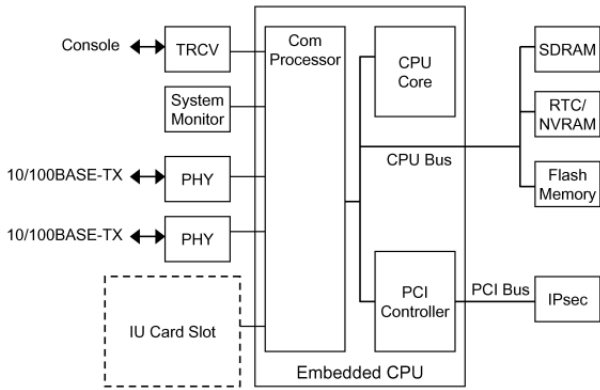 Console
TRCV
Com
Processor
CPU
Core
SDRAM
System
Monitor
RTC/
NVRAM
CPU Bus
10/100BASE-TX
PHY
Flash
Memory
10/100BASE-TX
PHY
IU Card Slot
PCI
Controller
PCI Bus
IPsec
Embedded CPU